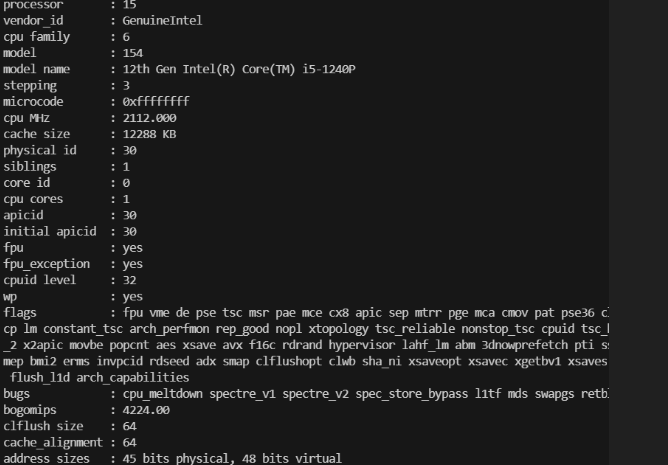 processor : 15
vendor_id : GenuineIntel
cpu family : 6
model : 154
model name : 12th Gen Intel(R) Core(TM) i5-1240P
stepping : 3
microcode : 0xffffffff
cpu MHz : 2112.000
cache size : 12288 KB
physical id : 30
siblings : 1
core id : 0
cpu cores : 1
apicid : 30
initial apicid : 30
fpu : yes
fpu_exception : yes
cpuid level : 32
wp : yes
flags : fpu vme de pse tsc msr pae mce cx8 apic sep mtrr pge mca cmov pat pse36
cp lm constant_tsc arch_perfmon rep_good nopl xtopology tsc_reliable nonstop_tsc cpuid
_2 x2apic movbe popcnt aes xsave avx f16c rdrand hypervisor lahf_lm abm 3dnowprefetch pti
mep bmi2 erms invpcid rdseed adx smap clflushopt clwb sha_ni xsaveopt xsavec xgetbv1 xsaves
flush_l1d arch_capabilities
bugs : cpu_meltdown spectre_v1 spectre_v2 spec_store_bypass l1tf mds swapgs
bogomips : 4224.00
clflush size : 64
cache_alignment : 64
address sizes : 45 bits physical, 48 bits virtual